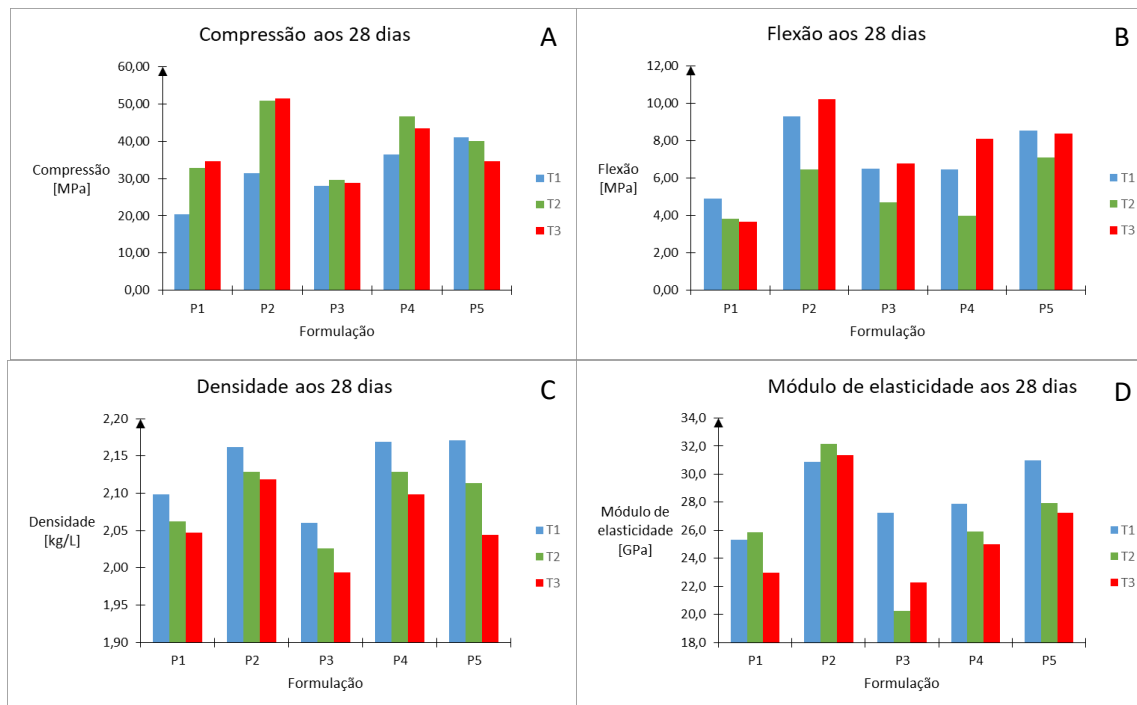 Compressão aos 28 dias
A
60,00
50,00
40,00
30,00
20,00
10,00
0,00
Compressão
[MPa]
P1 P2 P3 P4 P5
Formulação
T1
T2
T3
Flexão aos 28 dias
B
12,00
10,00
8,00
6,00
4,00
2,00
0,00
Flexão
[MPa]
P1 P2 P3 P4 P5
Formulação
T1
T2
T3
Densidade aos 28 dias
C
2,20
2,15
2,10
2,05
2,00
1,95
1,90
Densidade
[kg/L]
P1 P2 P3 P4 P5
Formulação
T1
T2
T3
Módulo de elasticidade aos 28 dias
D
34,0
32,0
30,0
28,0
26,0
24,0
22,0
20,0
18,0
Módulo de
elasticidade
[GPa]
P1 P2 P3 P4 P5
Formulação
T1
T2
T3